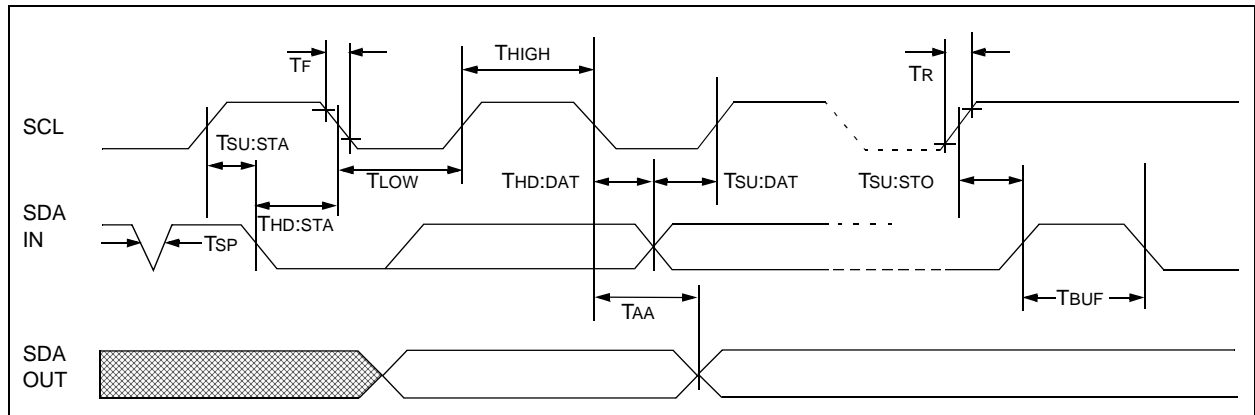 TF
THIGH
TR
SCL
TSU:STA
TLOW
THD:DAT
TSU:DAT
TSU:STO
SDA
IN
TSP
THD:STA
TAA
TBUF
SDA
OUT